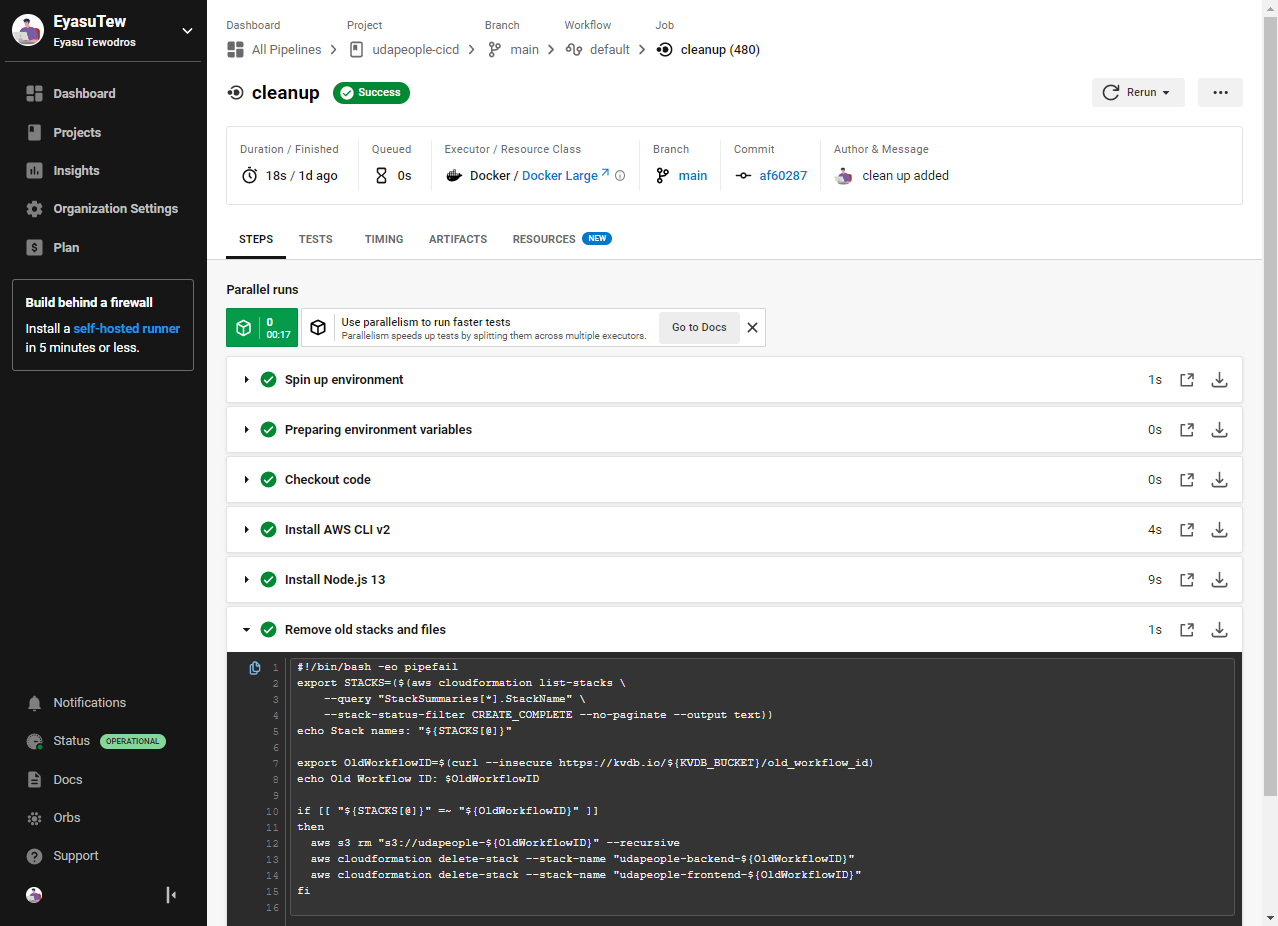 EyasuTew
Eyasu Tewodros
Dashboard
Projects
Insights
Organization Settings
Plan
Build behind a firewall
Install a self-hosted runner
in 5 minutes or less.
Notifications
Status OPERATIONAL
Docs
Orbs
Support
Dashboard Project Branch Workflow Job
All Pipelines udapeople-cicd main default cleanup (480)
cleanup Success Rerun
Duration / Finished Queued Executor / Resource Class Branch Commit Author & Message
18s / 1d ago 0s Docker / Docker Large main af60287 clean up added
STEPS TESTS TIMING ARTIFACTS RESOURCES NEW
Parallel runs
0
00:17
Use parallelism to run faster tests
Parallelism speeds up tests by splitting them across multiple executors.
Go to Docs
Spin up environment 1s
Preparing environment variables 0s
Checkout code 0s
Install AWS CLI v2 4s
Install Node.js 13 9s
Remove old stacks and files 1s
1 #!/bin/bash -eo pipefail
2 export STACKS=($(aws cloudformation list-stacks \
3 --query "StackSummaries[*].StackName" \
4 --stack-status-filter CREATE_COMPLETE --no-paginate --output text))
5 echo Stack names: "${STACKS[@]}"
6
7 export OldWorkflowID=$(curl --insecure https://kvdb.io/${KVDB_BUCKET}/old_workflow_id)
8 echo Old Workflow ID: $OldWorkflowID
9
10 if [[ "${STACKS[@]}" =~ "${OldWorkflowID}" ]]
11 then
12 aws s3 rm "s3://udapeople-${OldWorkflowID}" --recursive
13 aws cloudformation delete-stack --stack-name "udapeople-backend-${OldWorkflowID}"
14 aws cloudformation delete-stack --stack-name "udapeople-frontend-${OldWorkflowID}"
15 fi
16